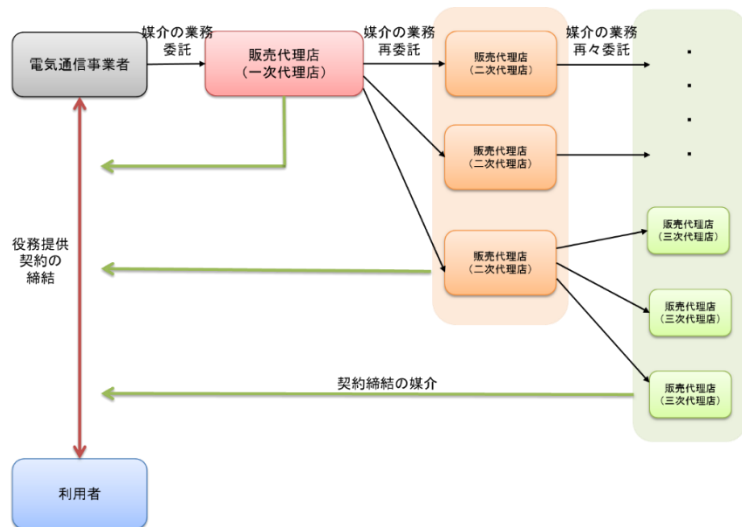 媒介の業務
委託
媒介の業務
再委託
媒介の業務
再々委託
電気通信事業者
販売代理店
（一次代理店）
販売代理店
（二次代理店）
・
・
・
・
販売代理店
（二次代理店）
販売代理店
（二次代理店）
販売代理店
（三次代理店）
販売代理店
（三次代理店）
販売代理店
（三次代理店）
役務提供
契約の
締結
契約締結の媒介
利用者